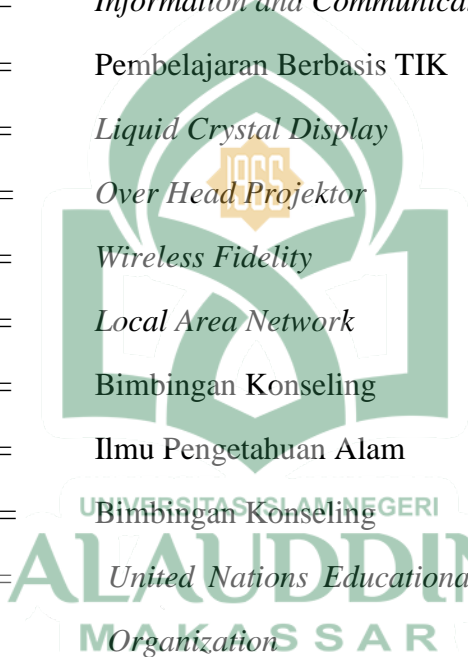 = Information and Communica
= Pembelajaran Berbasis TIK
= Liquid Crystal Display
1965
= Over Head Projektor
= Wireless Fidelity
= Local Area Network
= Bimbingan Konseling
= Ilmu Pengetahuan Alam
UNIVERSITAS ISLAM NEGERI
= Bimbingan Konseling
ALAUDDIN
= United Nations Educationa
MAKASSAR
Organization